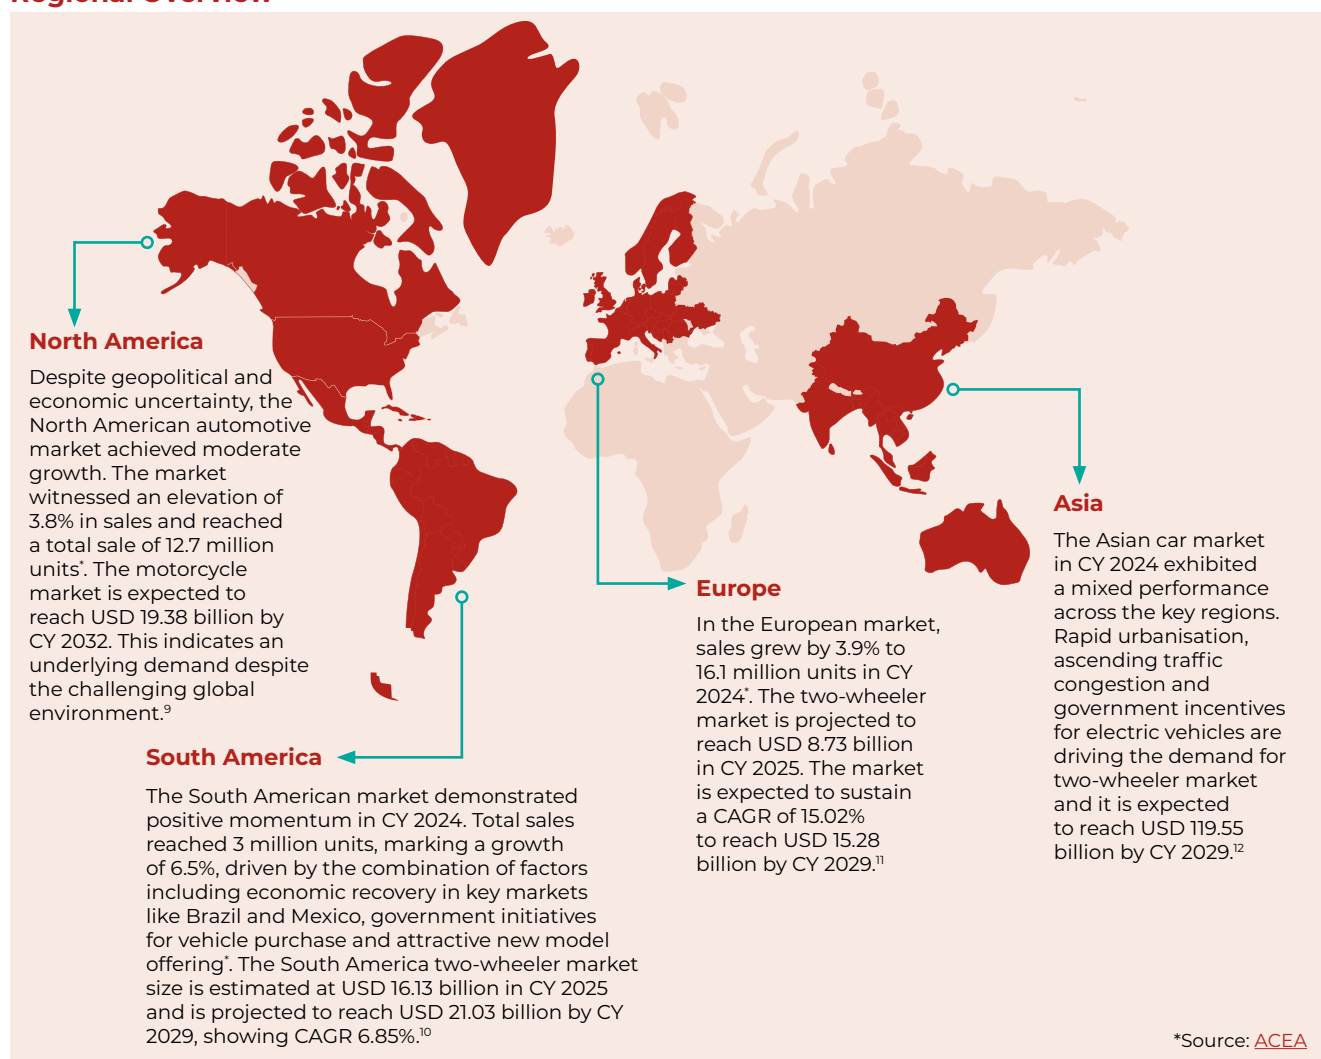 Regional Overview
North America
Despite geopolitical and
economic uncertainty, the
North American automotive
market achieved moderate
growth. The market
witnessed an elevation of
3.8% in sales and reached
a total sale of 12.7 million
units*. The motorcycle
market is expected to
reach USD 19.38 billion by
CY 2032. This indicates an
underlying demand despite
the challenging global
environment.⁹
South America
The South American market demonstrated
positive momentum in CY 2024. Total sales
reached 3 million units, marking a growth
of 6.5%, driven by the combination of factors
including economic recovery in key markets
like Brazil and Mexico, government initiatives
for vehicle purchase and attractive new model
offering*. The South America two-wheeler market
size is estimated at USD 16.13 billion in CY 2025
and is projected to reach USD 21.03 billion by CY
2029, showing CAGR 6.85%.¹⁰
Europe
In the European market,
sales grew by 3.9% to
16.1 million units in CY
2024*. The two-wheeler
market is projected to
reach USD 8.73 billion
in CY 2025. The market
is expected to sustain
a CAGR of 15.02%
to reach USD 15.28
billion by CY 2029.¹¹
Asia
The Asian car market
in CY 2024 exhibited
a mixed performance
across the key regions.
Rapid urbanisation,
ascending traffic
congestion and
government incentives
for electric vehicles are
driving the demand for
two-wheeler market
and it is expected
to reach USD 119.55
billion by CY 2029.¹²
*Source: ACEA